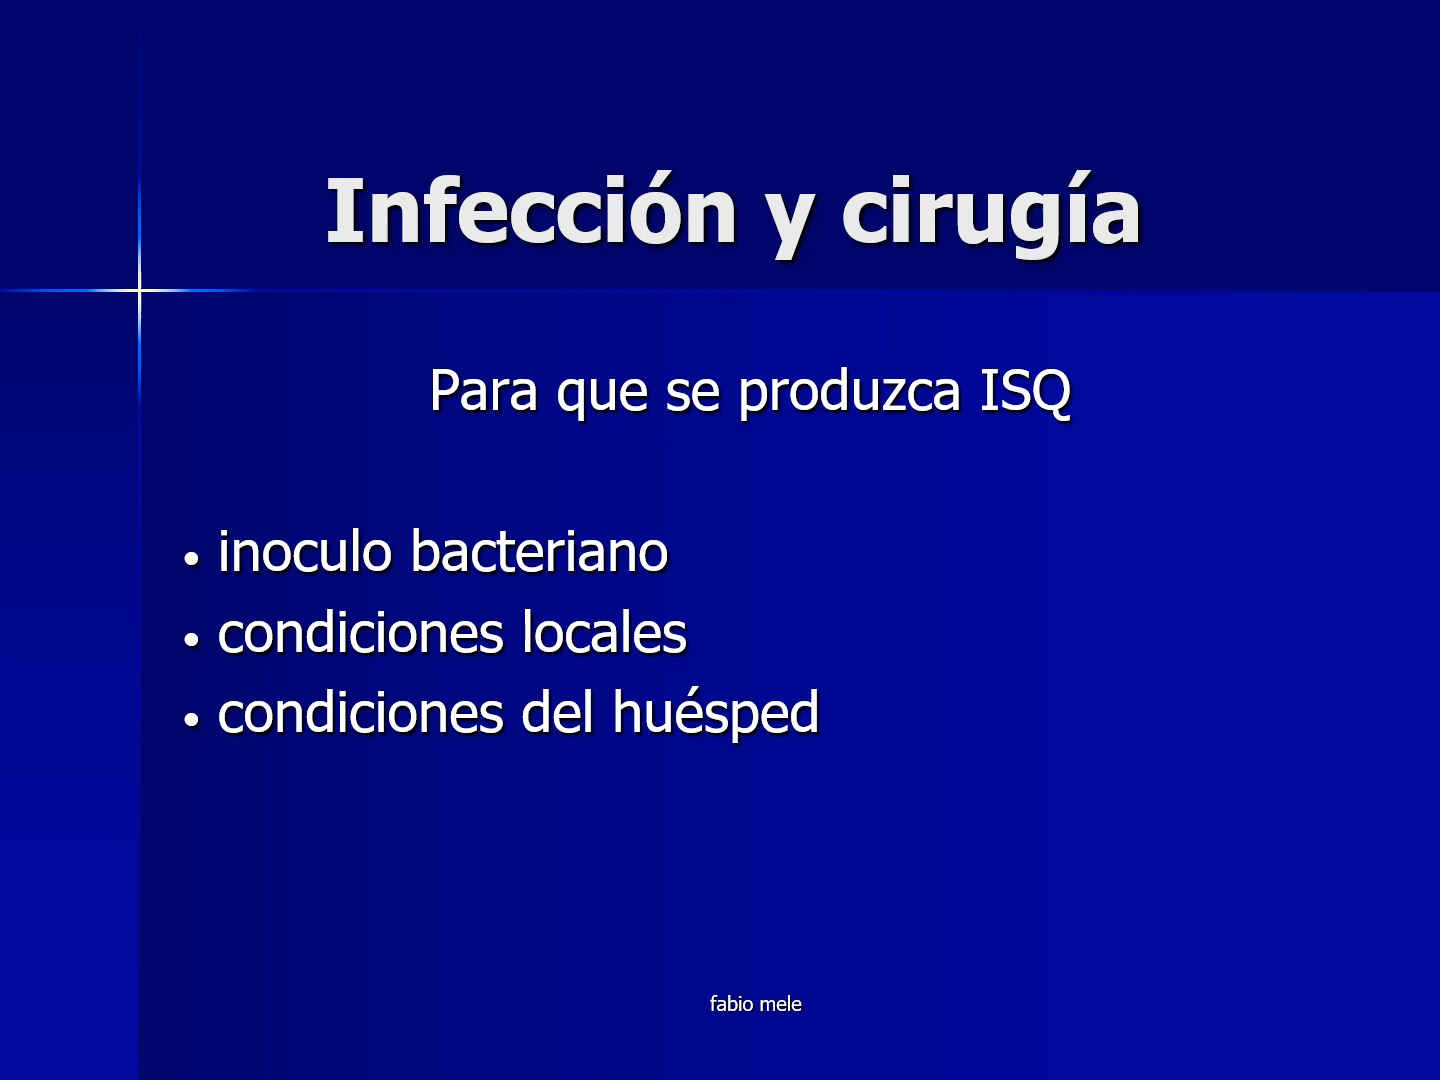 Infección y cirugía
Para que se produzca ISQ
• inoculo bacteriano
• condiciones locales
• condiciones del huésped
fabio mele